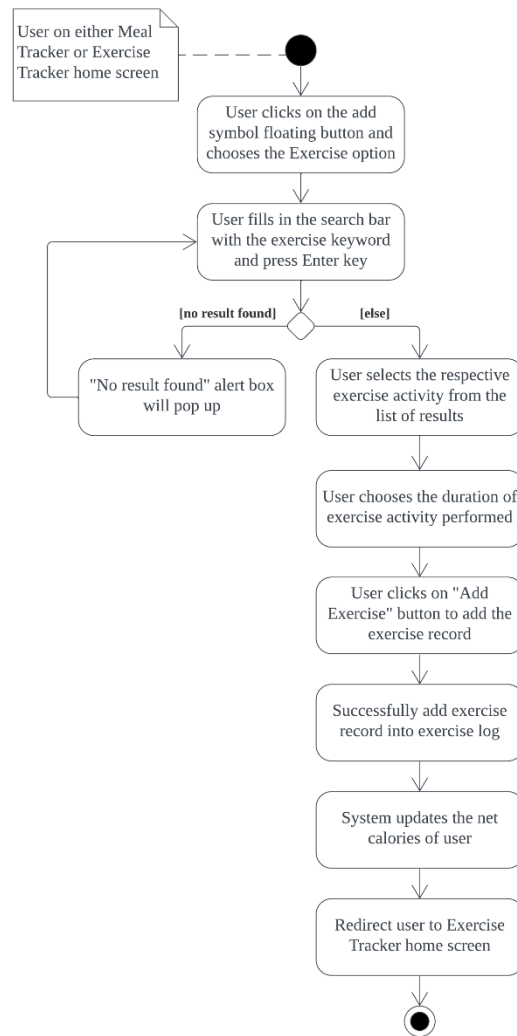 User on either Meal
Tracker or Exercise
Tracker home screen
User clicks on the add
symbol floating button and
chooses the Exercise option
User fills in the search bar
with the exercise keyword
and press Enter key
[no result found]
[else]
"No result found" alert box
will pop up
User selects the respective
exercise activity from the
list of results
User chooses the duration of
exercise activity performed
User clicks on "Add
Exercise" button to add the
exercise record
Successfully add exercise
record into exercise log
System updates the net
calories of user
Redirect user to Exercise
Tracker home screen